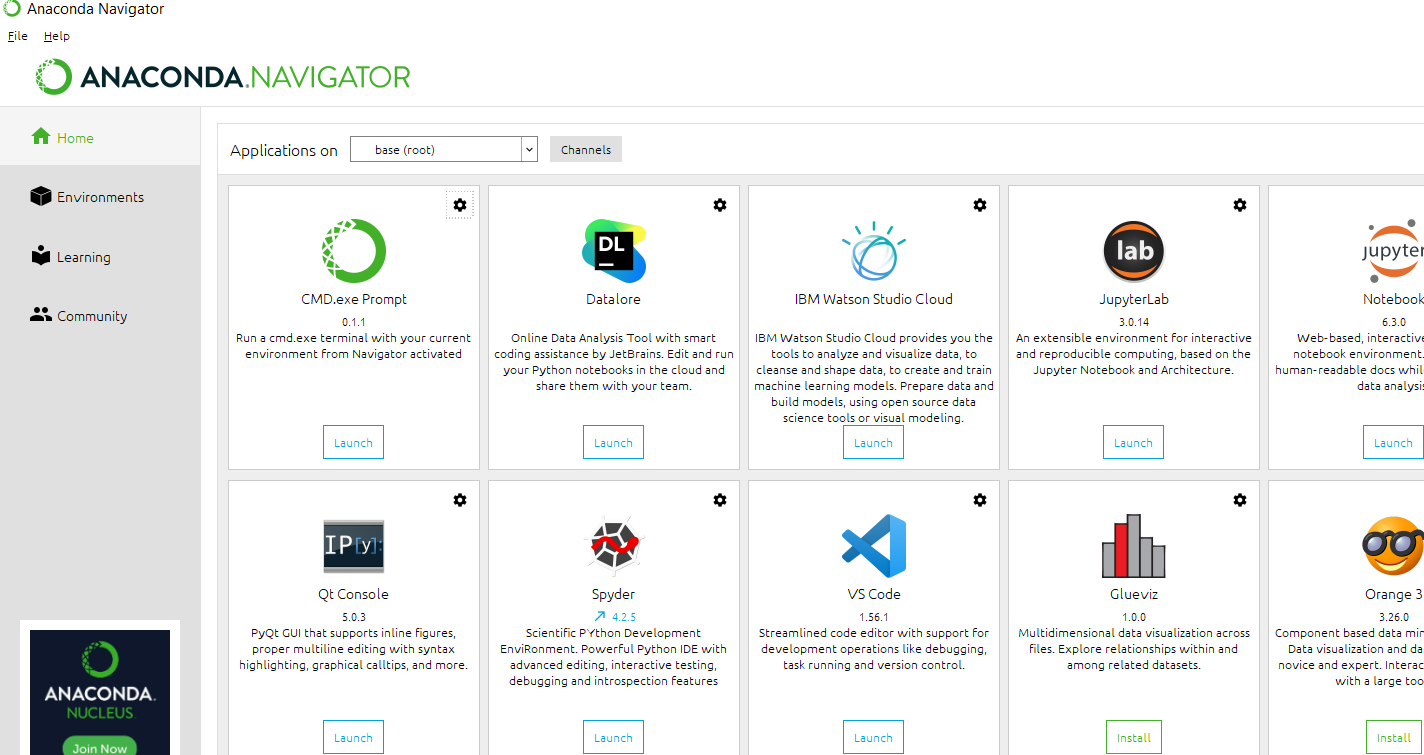 Anaconda Navigator
File Help
ANACONDA.NAVIGATOR
Home
Environments
Learning
Community
Applications on base (root) Channels
CMD.exe Prompt
0.1.1
Run a cmd.exe terminal with your current
environment from Navigator activated
Launch
DL
Datalore
Online Data Analysis Tool with smart
coding assistance by JetBrains. Edit and run
your Python notebooks in the cloud and
share them with your team.
Launch
IBM Watson Studio Cloud
IBM Watson Studio Cloud provides you the
tools to analyze and visualize data, to
cleanse and shape data, to create and train
machine learning models. Prepare data and
build models, using open source data
science tools or visual modeling.
Launch
lab
JupyterLab
3.0.14
An extensible environment for interactive
and reproducible computing, based on the
Jupyter Notebook and Architecture.
Launch
jupyter
Notebook
6.3.0
Web-based, interactive
notebook environment.
human-readable docs while
data analysis
Launch
IP[y]:
Qt Console
5.0.3
PyQt GUI that supports inline figures,
proper multiline editing with syntax
highlighting, graphical calltips, and more.
Launch
Spyder
4.2.5
Scientific PYthon Development
EnviRonment. Powerful Python IDE with
advanced editing, interactive testing,
debugging and introspection features
Launch
VS Code
1.56.1
Streamlined code editor with support for
development operations like debugging,
task running and version control.
Launch
Glueviz
1.0.0
Multidimensional data visualization across
files. Explore relationships within and
among related datasets.
Install
Orange 3
3.26.0
Component based data min
Data visualization and da
novice and expert. Interac
with a large too
Install
ANACONDA.
NUCLEUS
Join Now